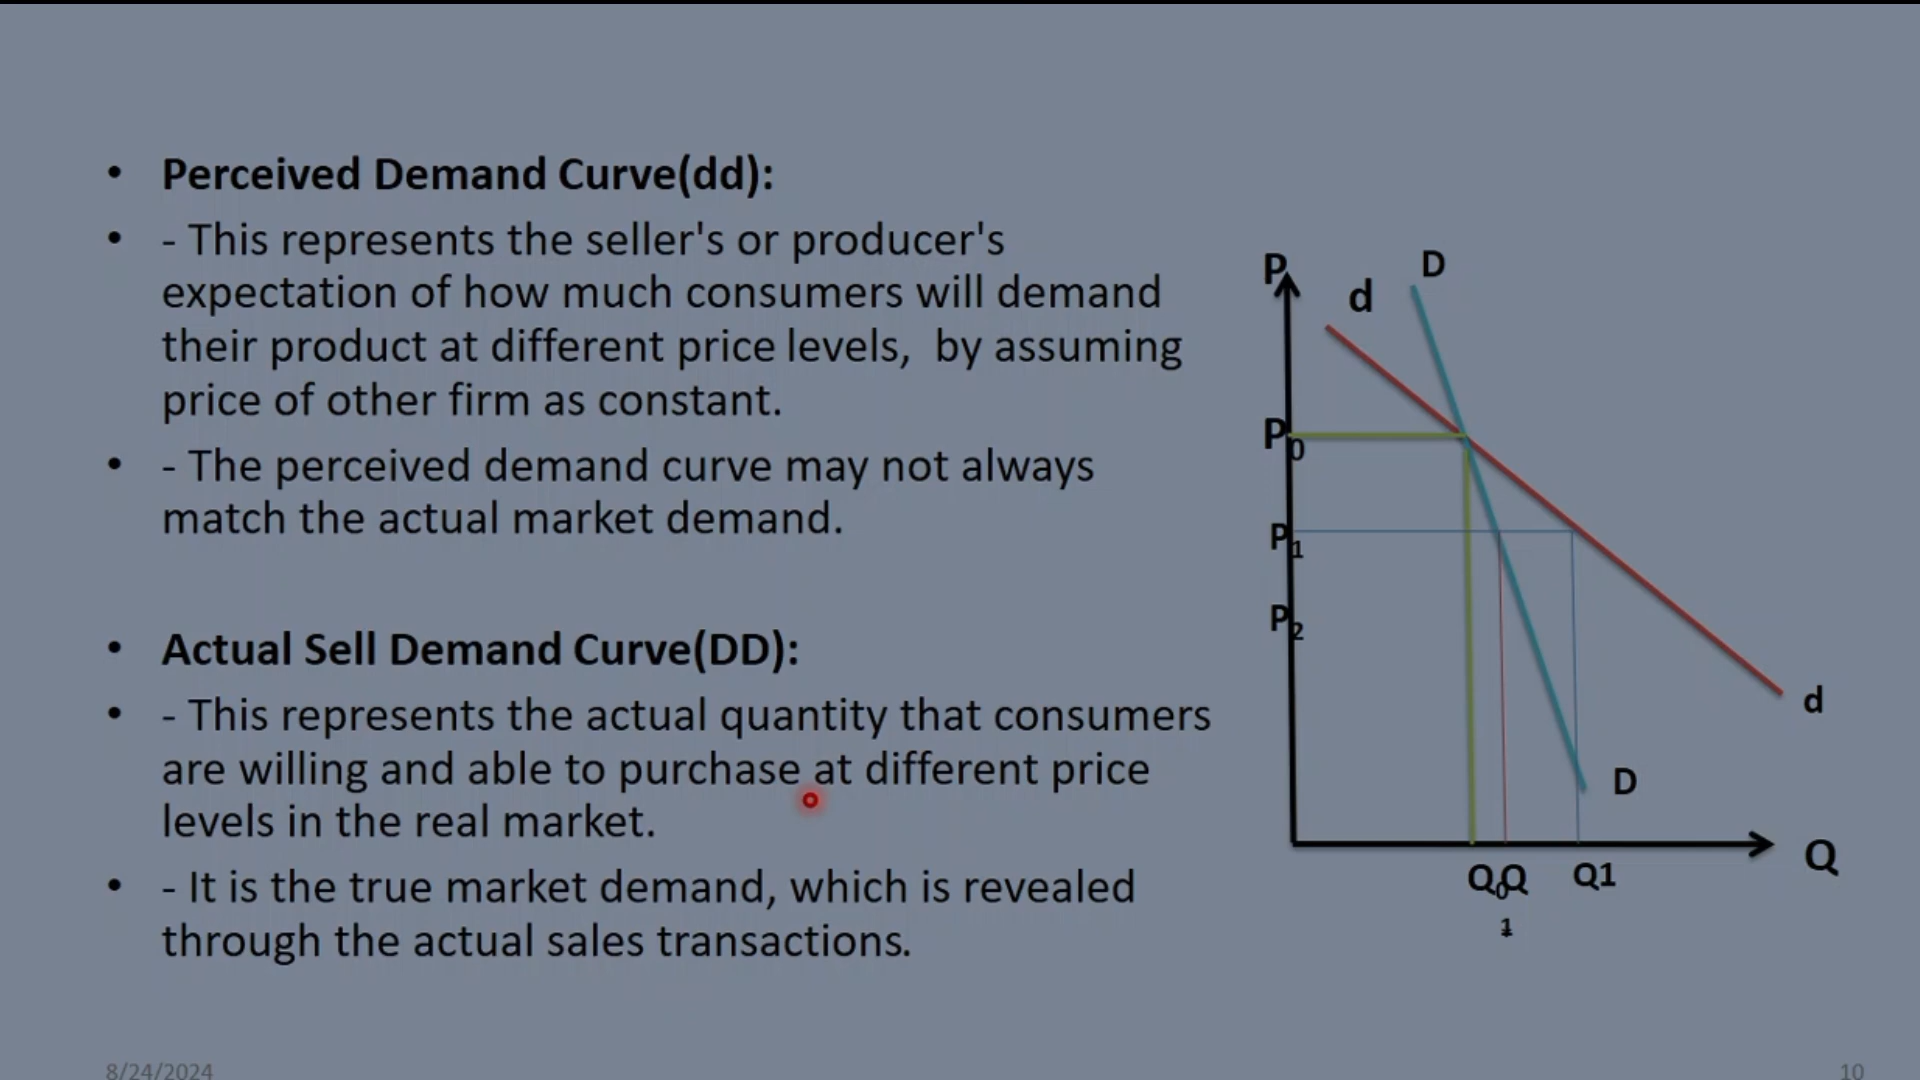 • Perceived Demand Curve(dd):
• - This represents the seller's or producer's
expectation of how much consumers will demand
their product at different price levels, by assuming
price of other firm as constant.
• - The perceived demand curve may not always
match the actual market demand.
• Actual Sell Demand Curve(DD):
• - This represents the actual quantity that consumers
are willing and able to purchase at different price
levels in the real market.
• - It is the true market demand, which is revealed
through the actual sales transactions.
P
d
D
P0
P1
P2
d
D
Q
Q0
Q
1
Q1
8/24/2024
10